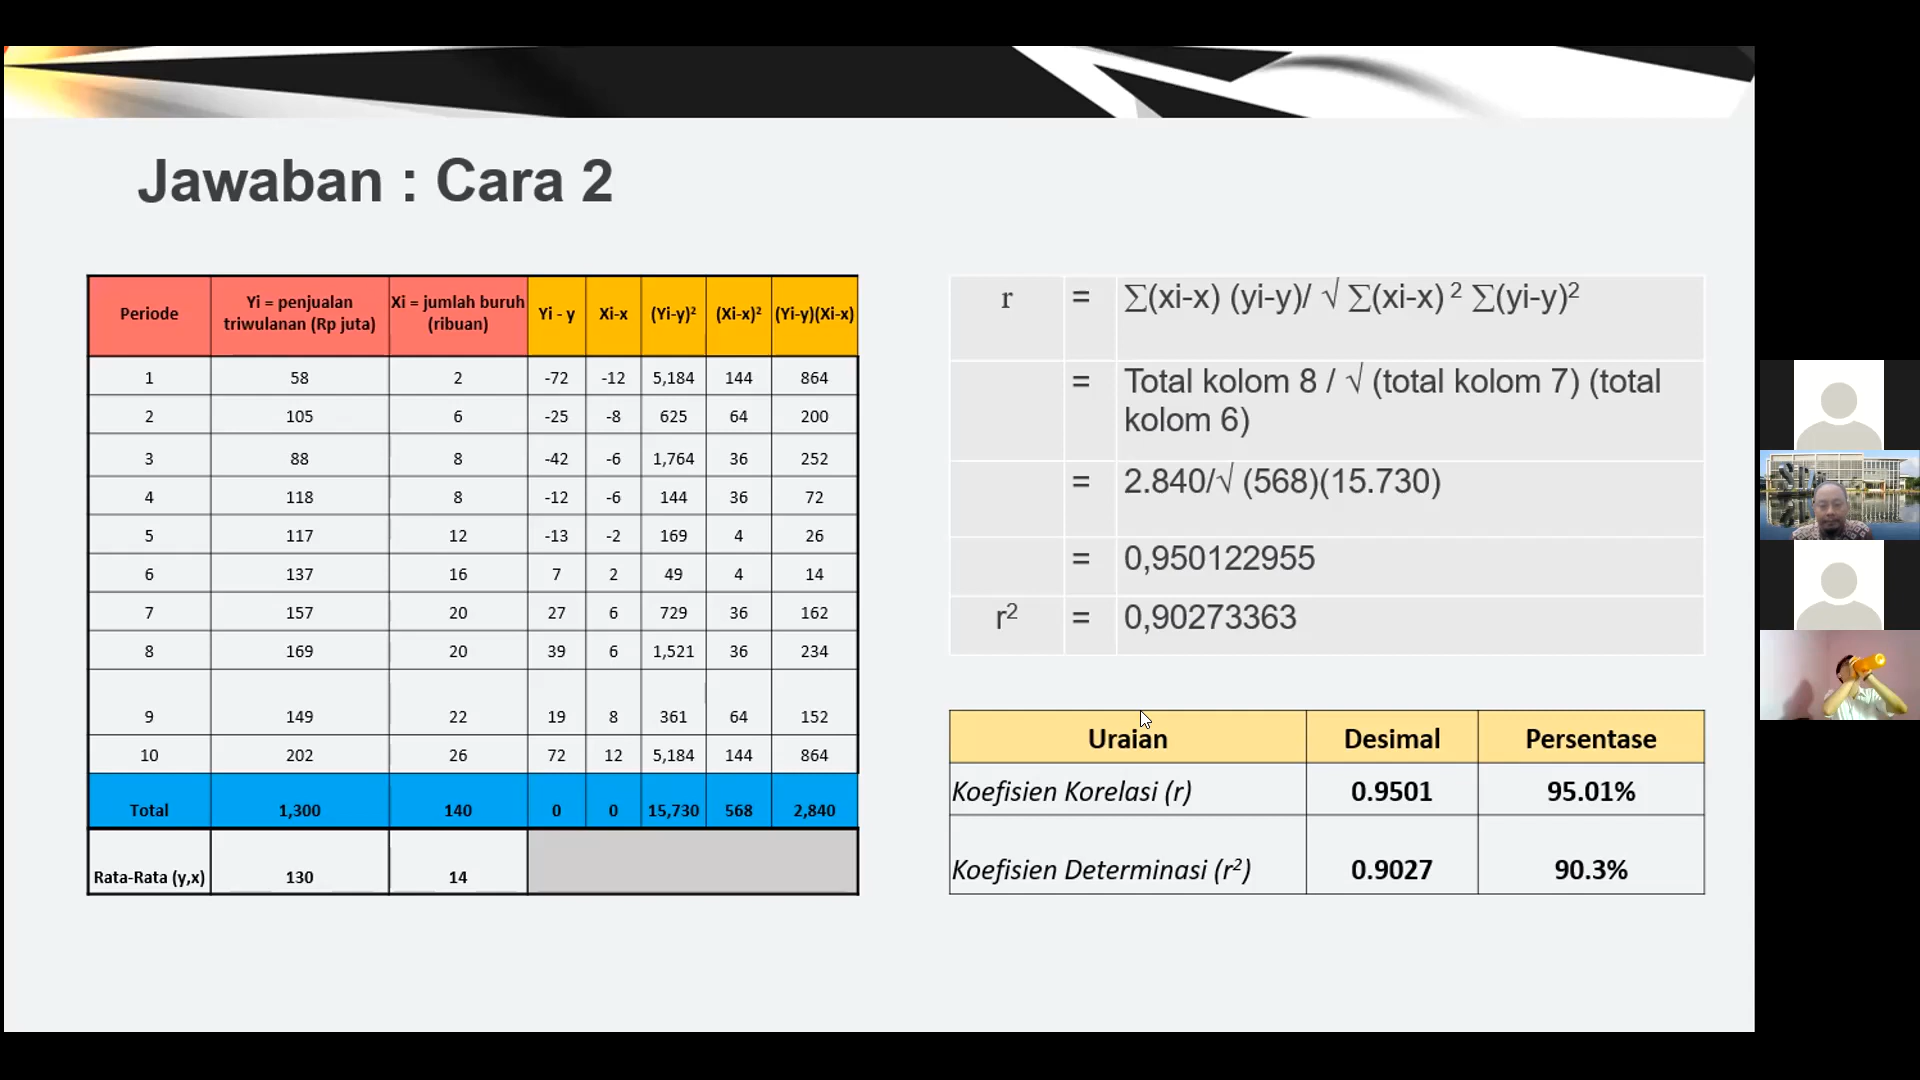 Jawaban : Cara 2
Periode Yi = penjualan triwulanan (Rp juta) Xi = jumlah buruh (ribuan) Yi - y Xi-x (Yi-y)² (Xi-x)² (Yi-y)(Xi-x)
1 58 2 -72 -12 5,184 144 864
2 105 6 -25 -8 625 64 200
3 88 8 -42 -6 1,764 36 252
4 118 8 -12 -6 144 36 72
5 117 12 -13 -2 169 4 26
6 137 16 7 2 49 4 14
7 157 20 27 6 729 36 162
8 169 20 39 6 1,521 36 234
9 149 22 19 8 361 64 152
10 202 26 72 12 5,184 144 864
Total 1,300 140 0 0 15,730 568 2,840
Rata-Rata (y,x) 130 14
r = ∑(xi-x) (yi-y)/ √ ∑(xi-x) ² ∑(yi-y)²
= Total kolom 8 / √ (total kolom 7) (total
kolom 6)
= 2.840/√ (568)(15.730)
= 0,950122955
r² = 0,90273363
Uraian Desimal Persentase
Koefisien Korelasi (r) 0.9501 95.01%
Koefisien Determinasi (r²) 0.9027 90.3%